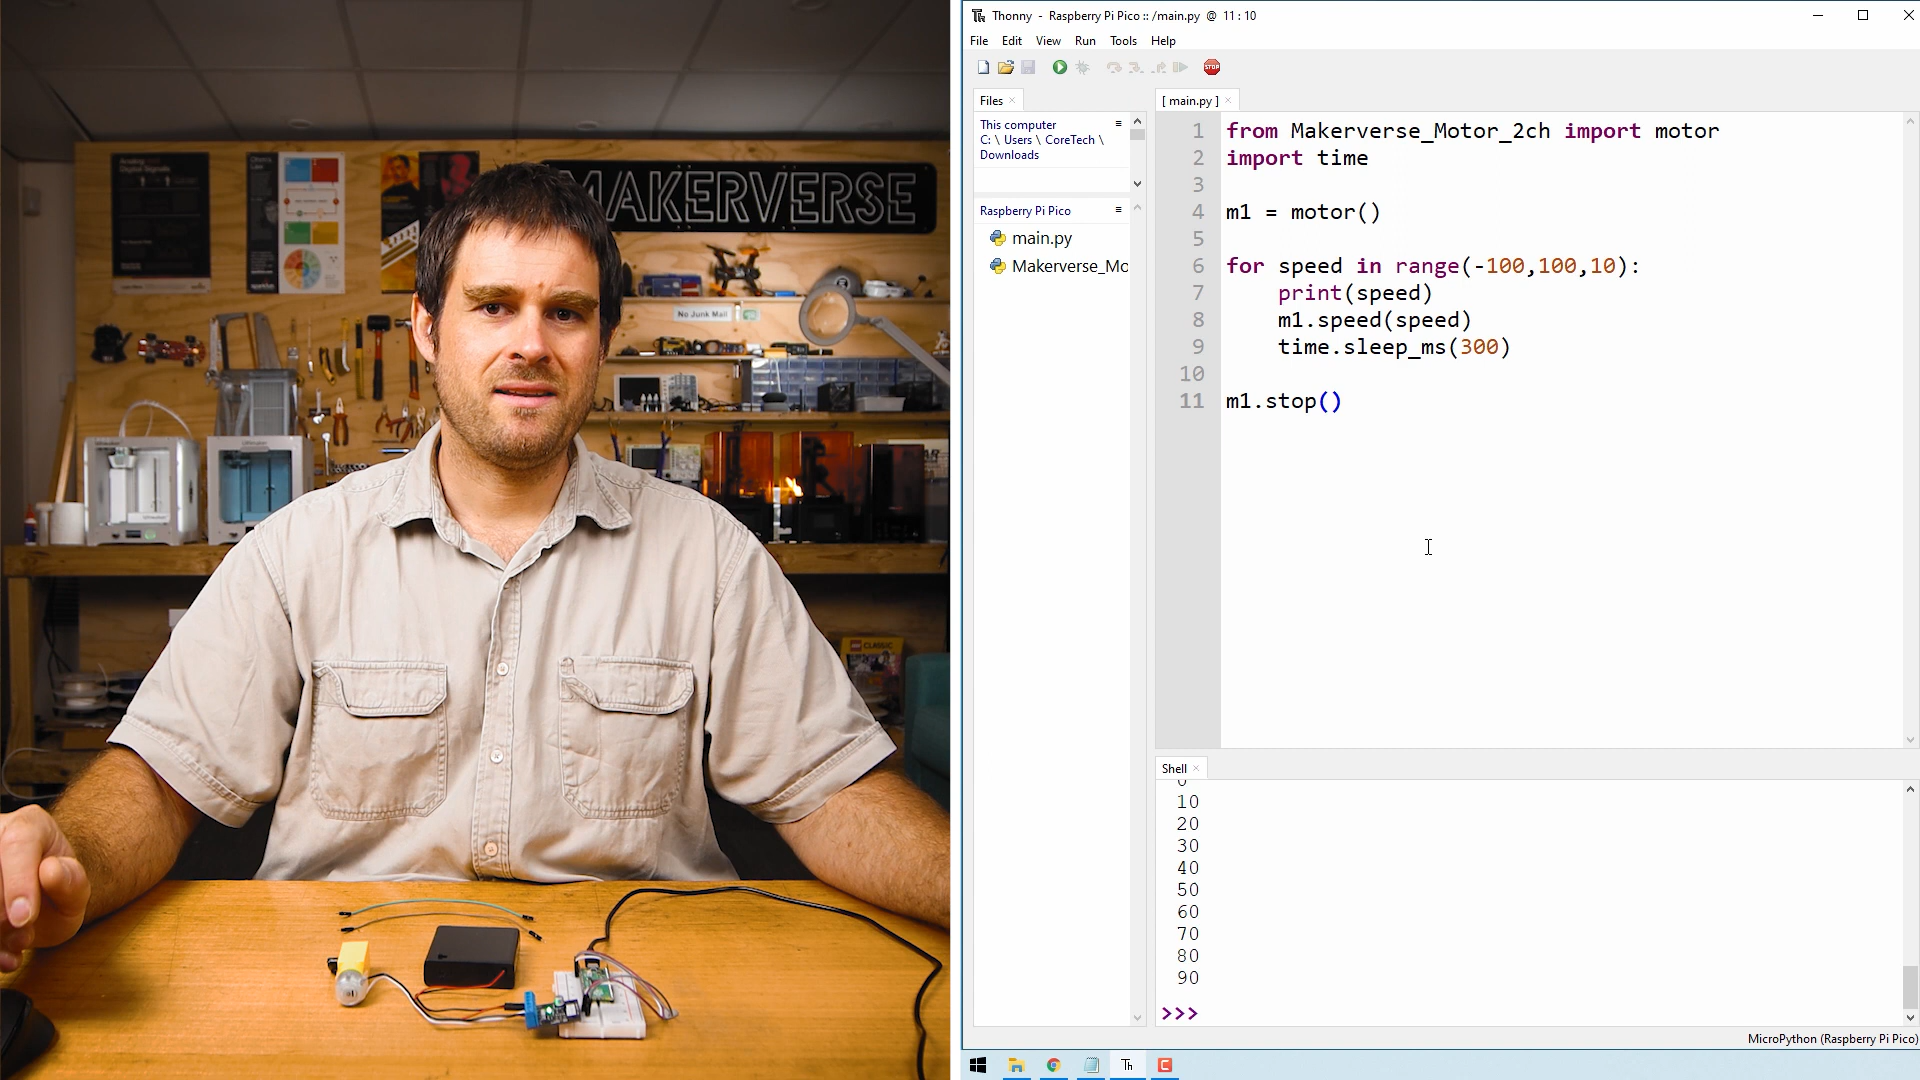 MAKERVERSE
No Junk Mail
CLASSIC
Thonny - Raspberry Pi Pico :: /main.py @ 11 : 10
File Edit View Run Tools Help
STOP
Files
This computer
C: \ Users \ CoreTech \
Downloads
Raspberry Pi Pico
main.py
Makerverse_Mo
[ main.py ]
1 from Makerverse_Motor_2ch import motor
2 import time
3
4 m1 = motor()
5
6 for speed in range(-100,100,10):
7 print(speed)
8 m1.speed(speed)
9 time.sleep_ms(300)
10
11 m1.stop()
Shell
0
10
20
30
40
50
60
70
80
90
>>>
MicroPython (Raspberry Pi Pico)
Th